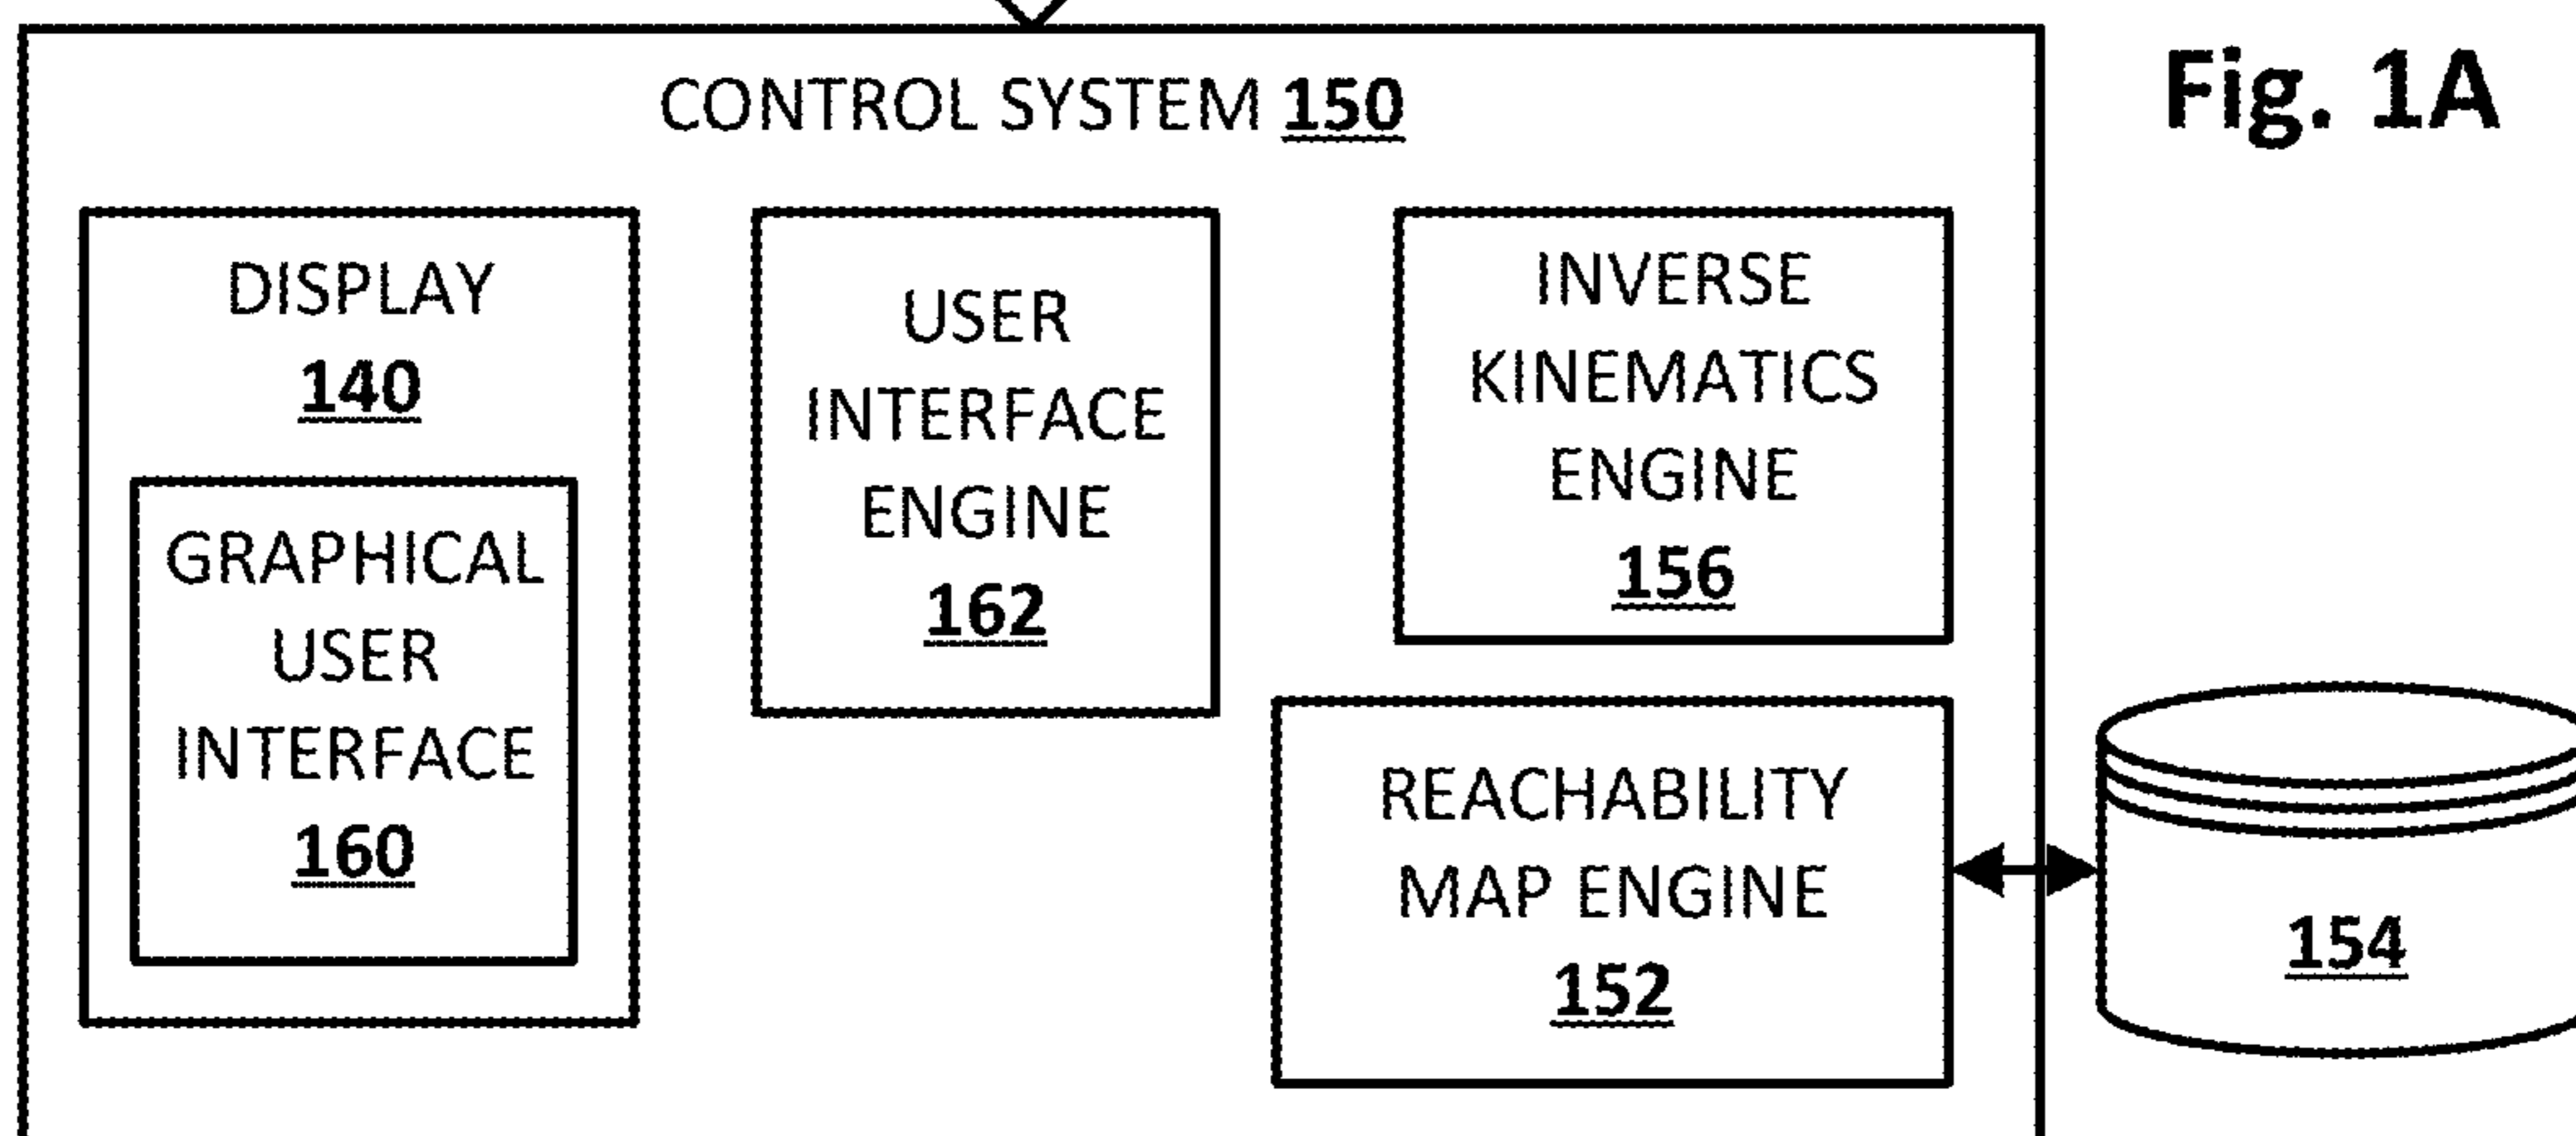 Fig. 1A
CONTROL SYSTEM 150
DISPLAY
140
GRAPHICAL
USER
INTERFACE
160
USER
INTERFACE
ENGINE
162
INVERSE
KINEMATICS
ENGINE
156
REACHABILITY
MAP ENGINE
152
154